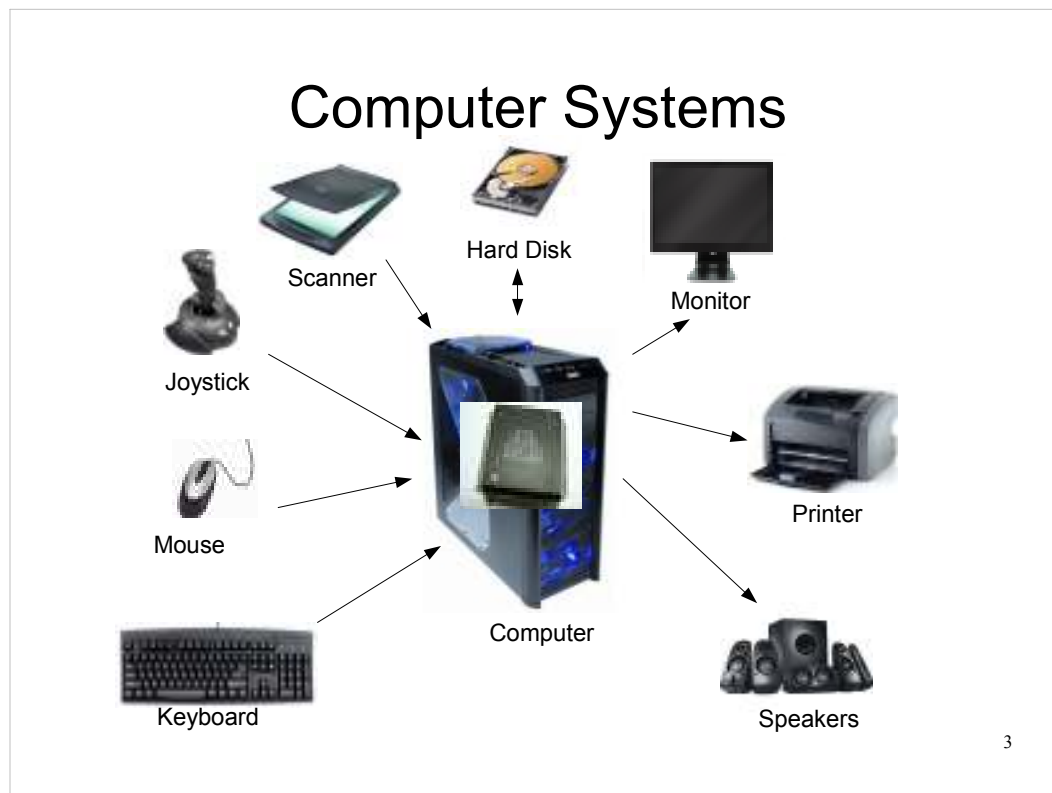 Computer Systems
Hard Disk
Scanner
Monitor
Joystick
Printer
Mouse
Computer
Keyboard
Speakers
3